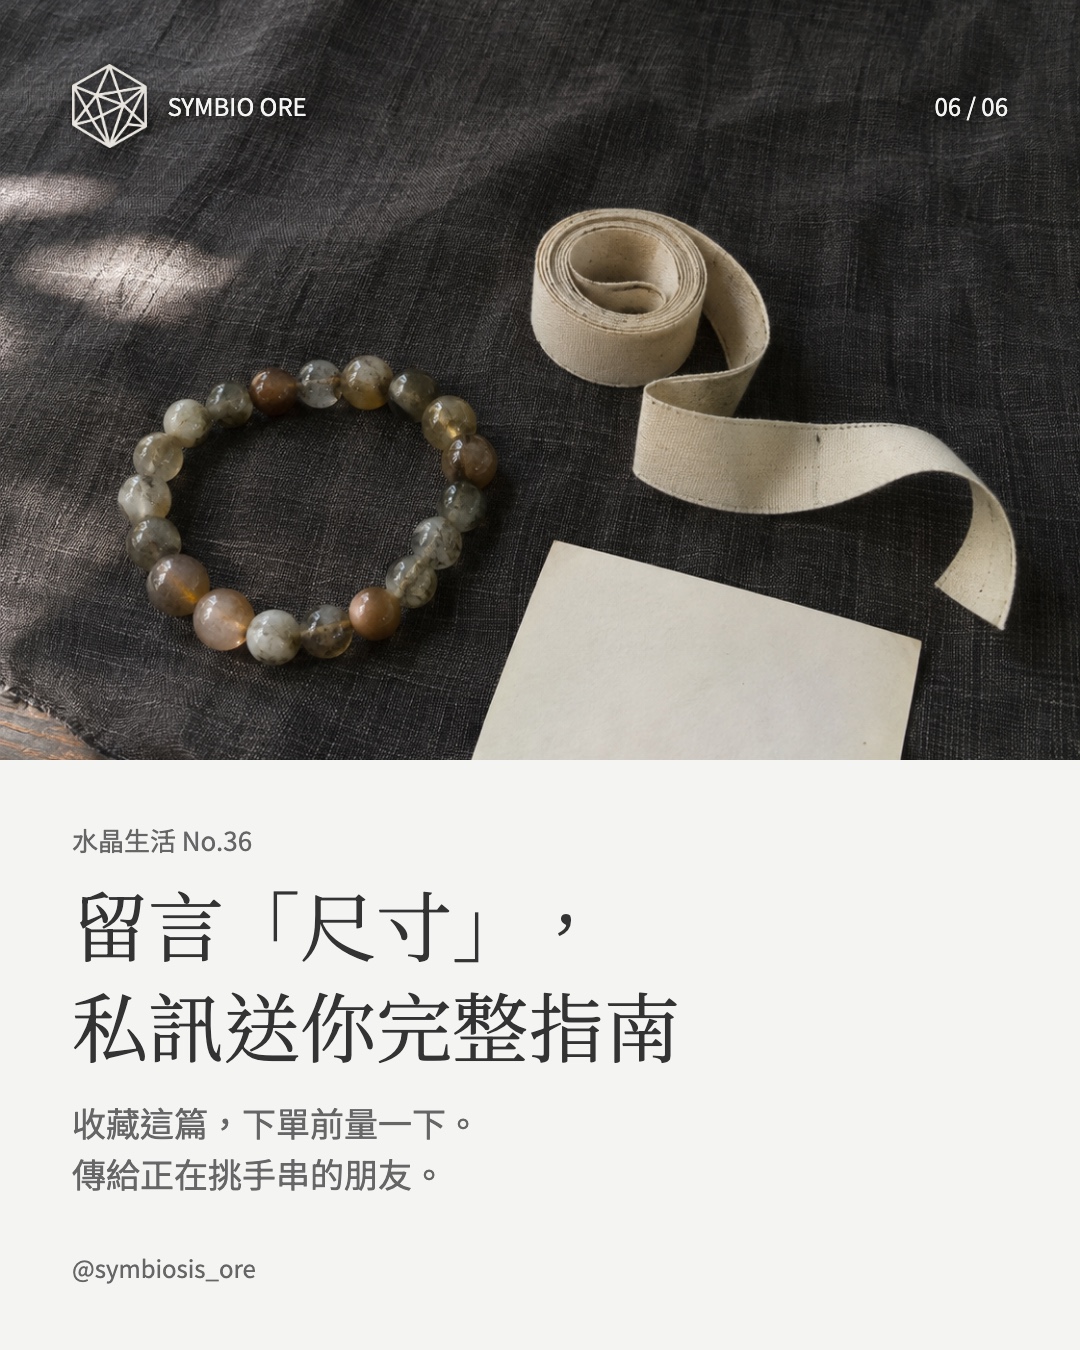 SYMBIO ORE
06 / 06
水晶生活 No.36
留言「尺寸」，
私訊送你完整指南
收藏這篇，下單前量一下。
傳給正在挑手串的朋友。
@symbiosis_ore